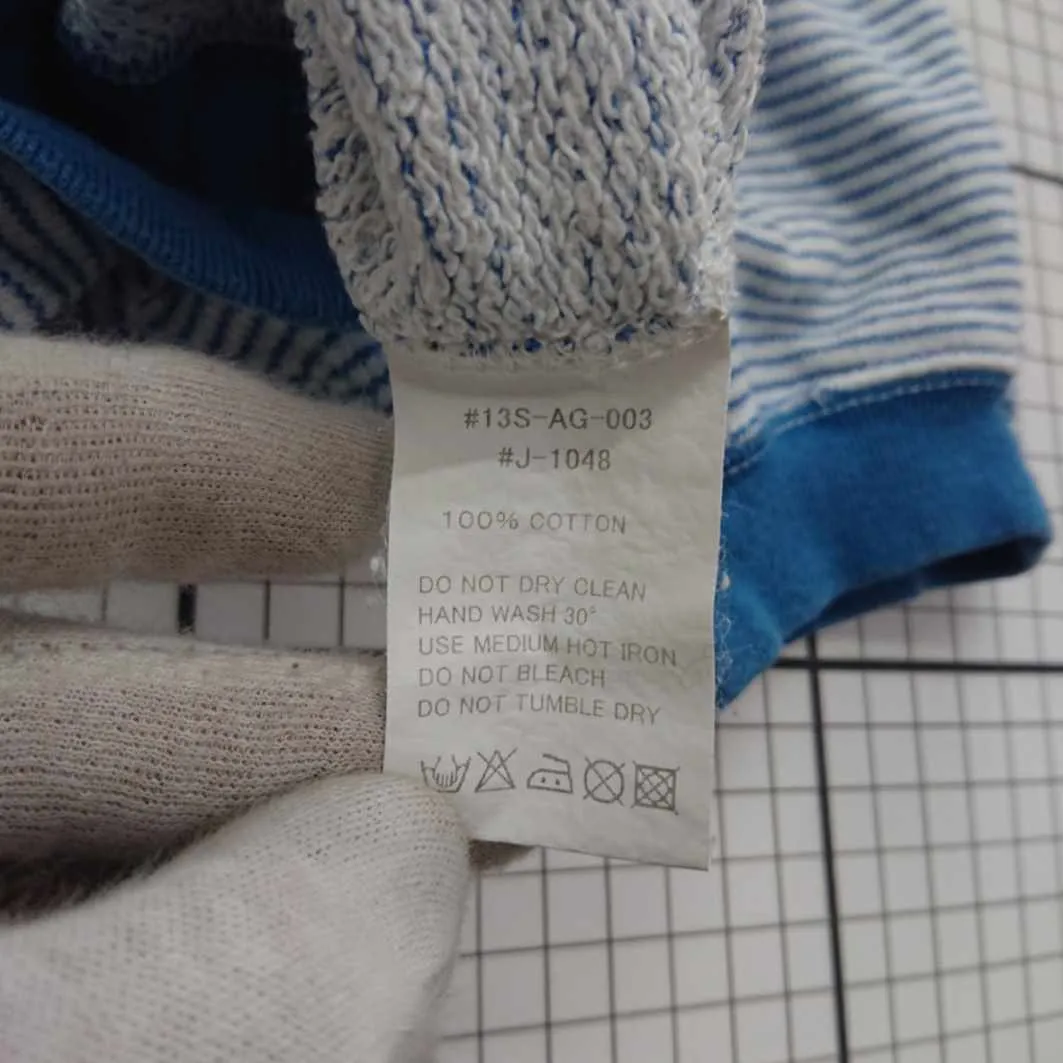 #13S-AG-003
#J-1048
100% COTTON
DO NOT DRY CLEAN
HAND WASH 30°
USE MEDIUM HOT IRON
DO NOT BLEACH
DO NOT TUMBLE DRY